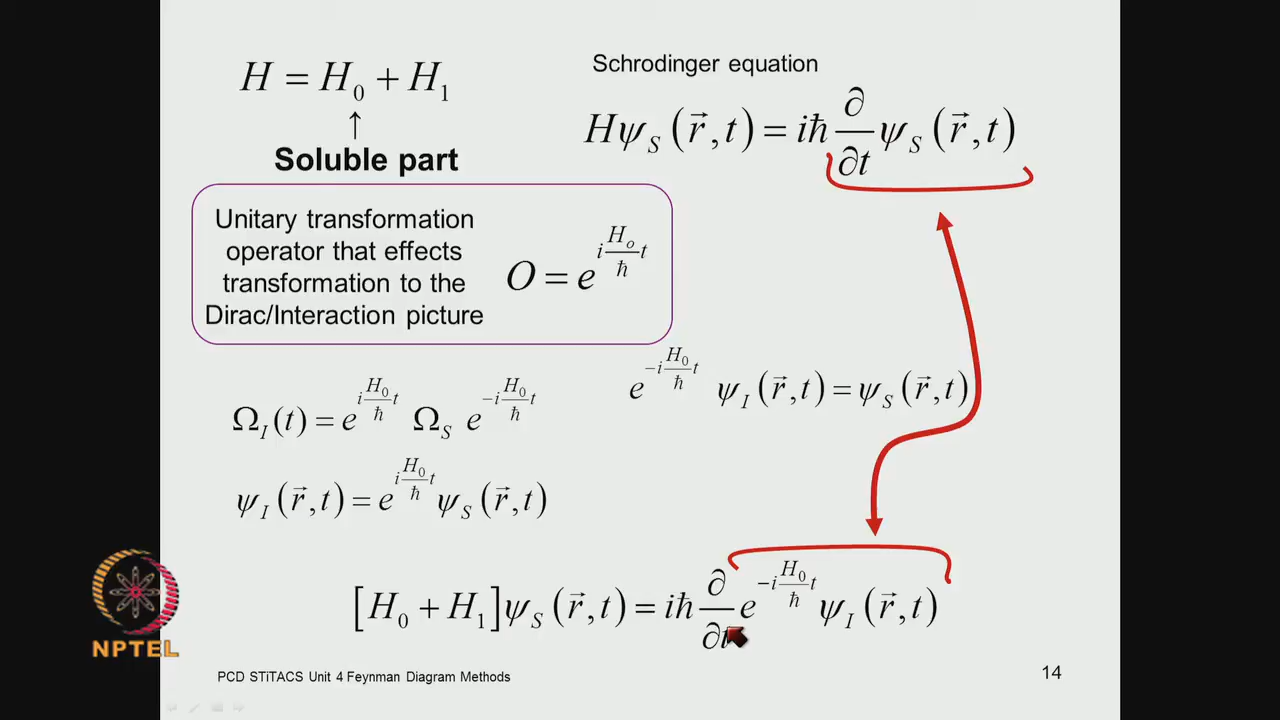 H = H₀ + H₁
↑
Soluble part
Schrodinger equation
Hψ_S(r⃗,t) = iħ ∂/∂t ψ_S(r⃗,t)
Unitary transformation
operator that effects
transformation to the
Dirac/Interaction picture
O = e^{i(H_o/ħ)t}
e^{-i(H₀/ħ)t} ψ_I(r⃗,t) = ψ_S(r⃗,t)
Ω_I(t) = e^{i(H₀/ħ)t} Ω_S e^{-i(H₀/ħ)t}
ψ_I(r⃗,t) = e^{i(H₀/ħ)t} ψ_S(r⃗,t)
[H₀ + H₁]ψ_S(r⃗,t) = iħ ∂/∂t e^{-i(H₀/ħ)t} ψ_I(r⃗,t)
NPTEL
PCD STiTACS Unit 4 Feynman Diagram Methods
14